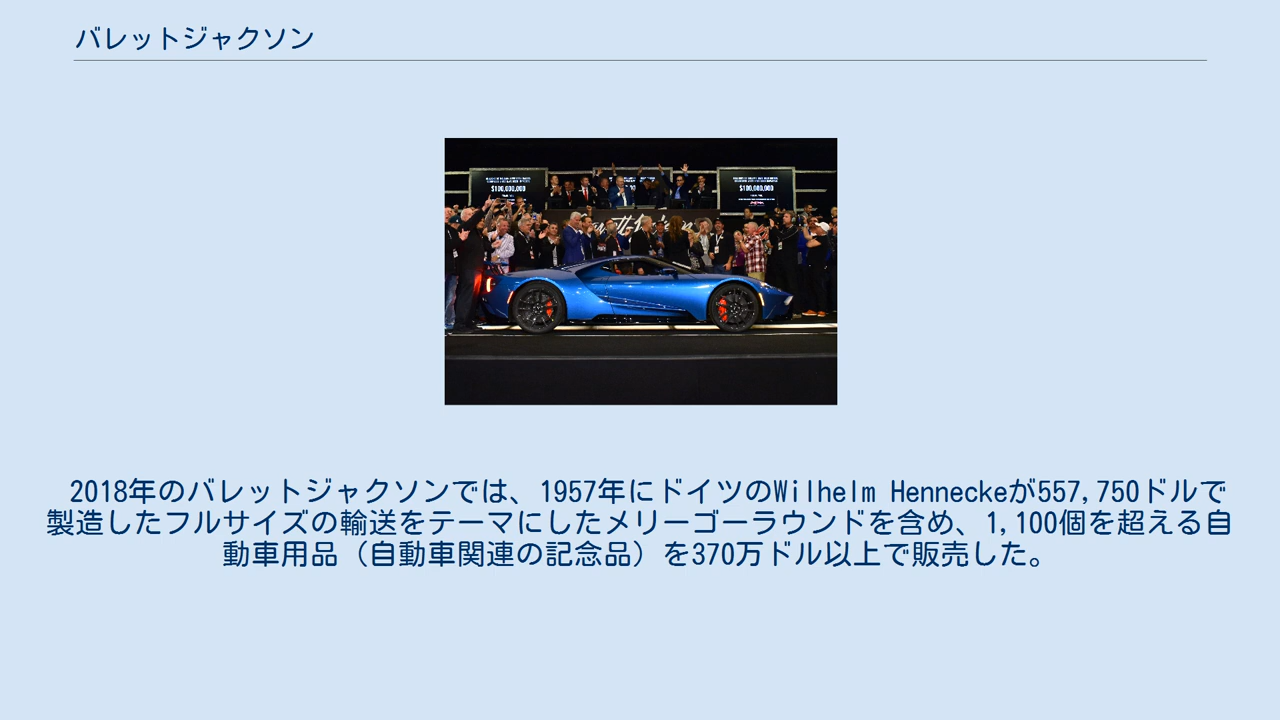 バレットジャクソン
$100,000,000
$100,000,000
2018年のバレットジャクソンでは、1957年にドイツのWilhelm Henneckeが557,750ドルで
製造したフルサイズの輸送をテーマにしたメリーゴーラウンドを含め、1,100個を超える自
動車用品（自動車関連の記念品）を370万ドル以上で販売した。